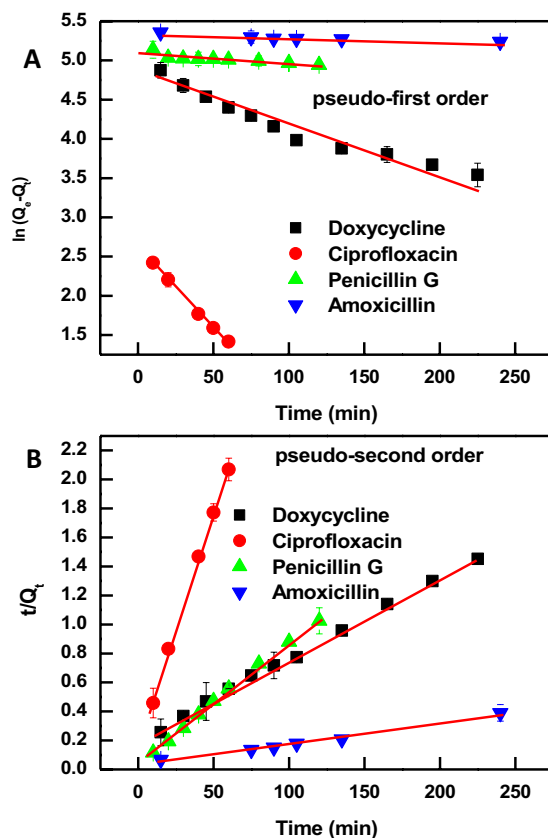 A
5.5
5.0
4.5
4.0
3.5
3.0
2.5
2.0
1.5
ln (Qe-Qt)
pseudo-first order
Doxycycline
Ciprofloxacin
Penicillin G
Amoxicillin
0 50 100 150 200 250
Time (min)
B
2.2
2.0
1.8
1.6
1.4
1.2
1.0
0.8
0.6
0.4
0.2
0.0
t/Qt
pseudo-second order
Doxycycline
Ciprofloxacin
Penicillin G
Amoxicillin
0 50 100 150 200 250
Time (min)